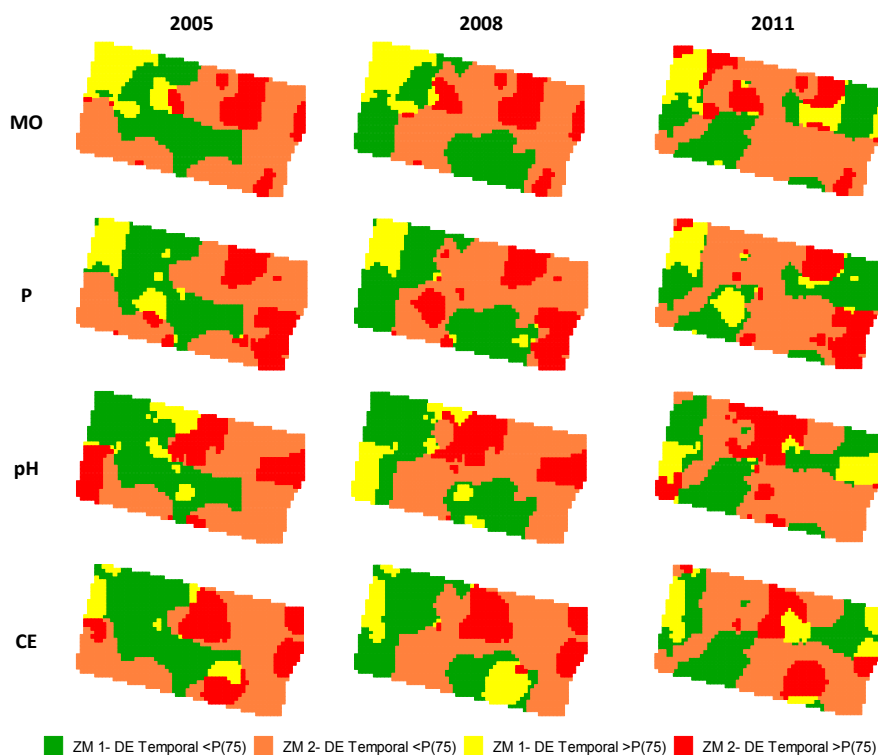 2005 2008 2011
MO
P
pH
CE
ZM 1- DE Temporal <P(75) ZM 2- DE Temporal <P(75) ZM 1- DE Temporal >P(75) ZM 2- DE Temporal >P(75)